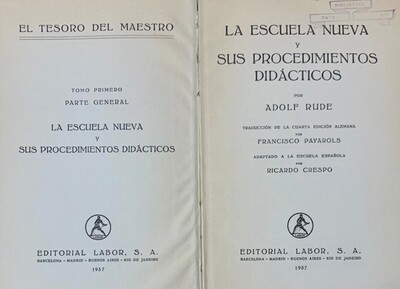 EL TESORO DEL MAESTRO
TOMO PRIMERO
PARTE GENERAL
LA ESCUELA NUEVA
Y
SUS PROCEDIMIENTOS DIDÁCTICOS
EDITORIAL LABOR, S. A.
BARCELONA - MADRID - BUENOS AIRES - RIO DE JANEIRO
1937
LA ESCUELA NUEVA
Y
SUS PROCEDIMIENTOS
DIDÁCTICOS
POR
ADOLF RUDE
TRADUCCIÓN DE LA CUARTA EDICIÓN ALEMANA
POR
FRANCISCO PAYAROLS
ADAPTADO A LA ESCUELA ESPAÑOLA
POR
RICARDO CRESPO
EDITORIAL LABOR, S. A.
BARCELONA - MADRID - BUENOS AIRES - RIO DE JANEIRO
1937